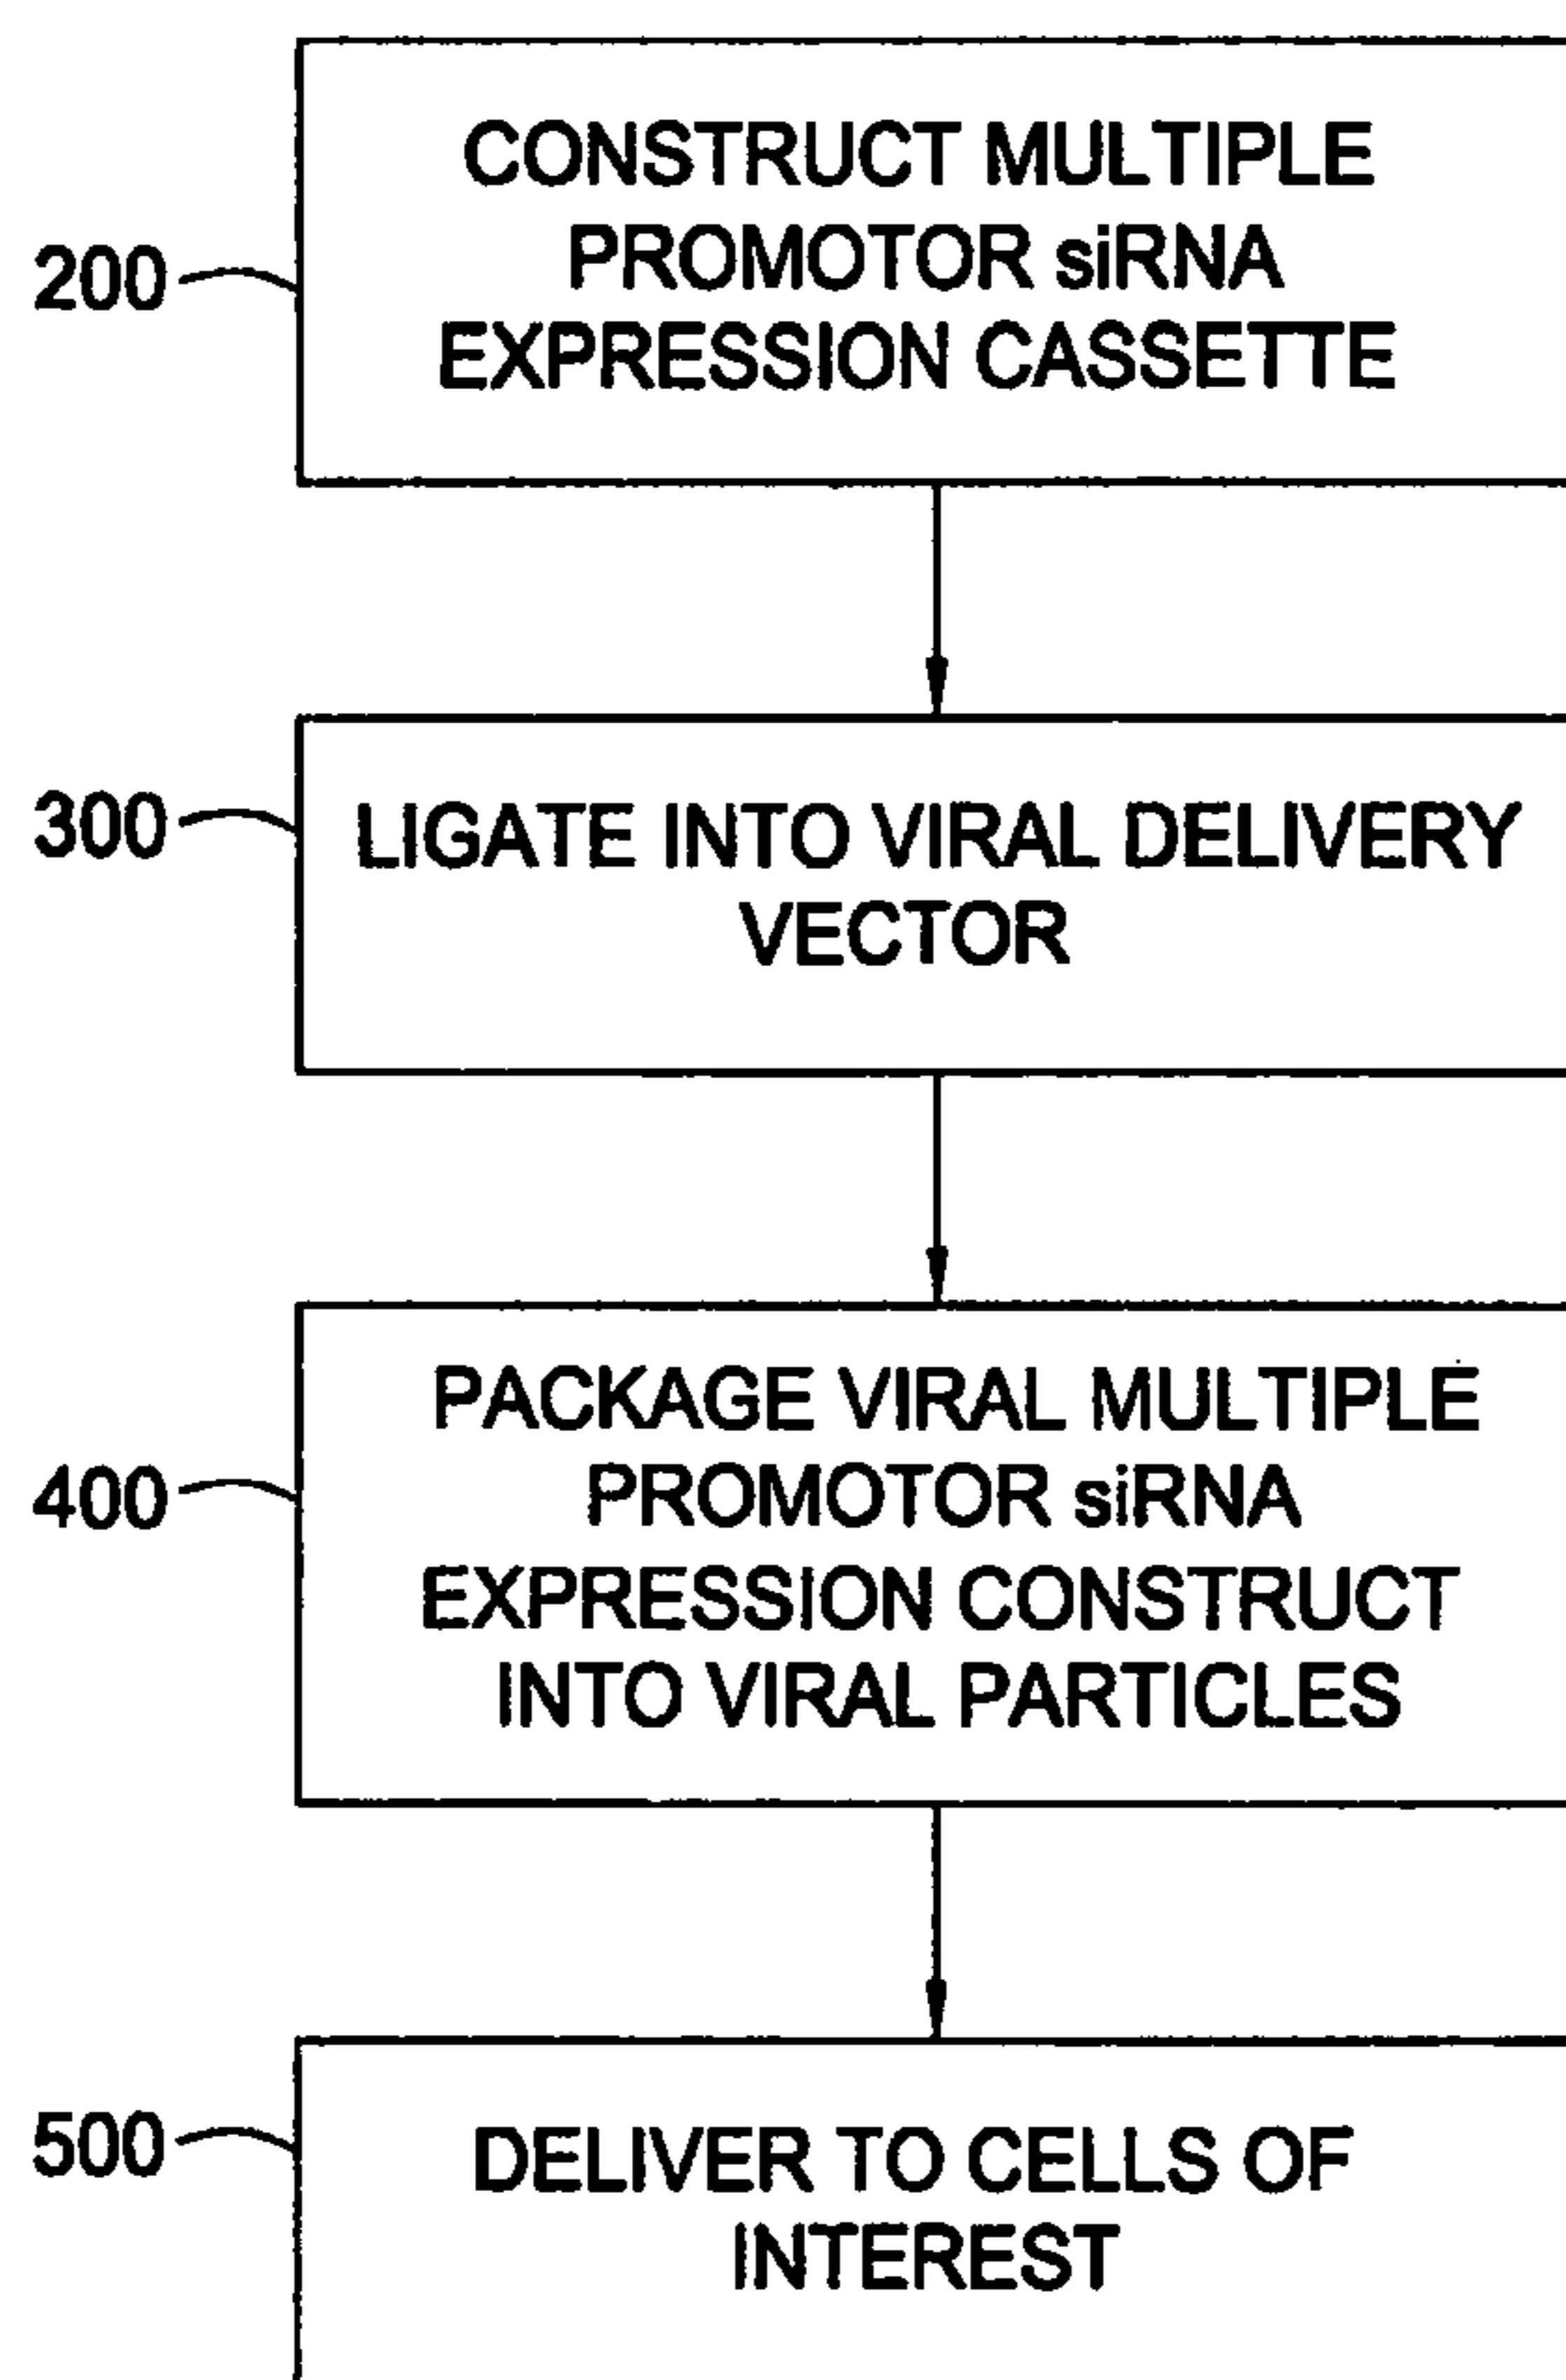 CONSTRUCT MULTIPLE
PROMOTOR siRNA
200
EXPRESSION CASSETTE
300
LIGATE INTO VIRAL DELIVERY
VECTOR
PACKAGE VIRAL MULTIPLE
400
PROMOTOR siRNA
EXPRESSION CONSTRUCT
INTO VIRAL PARTICLES
500
DELIVER TO CELLS OF
INTEREST